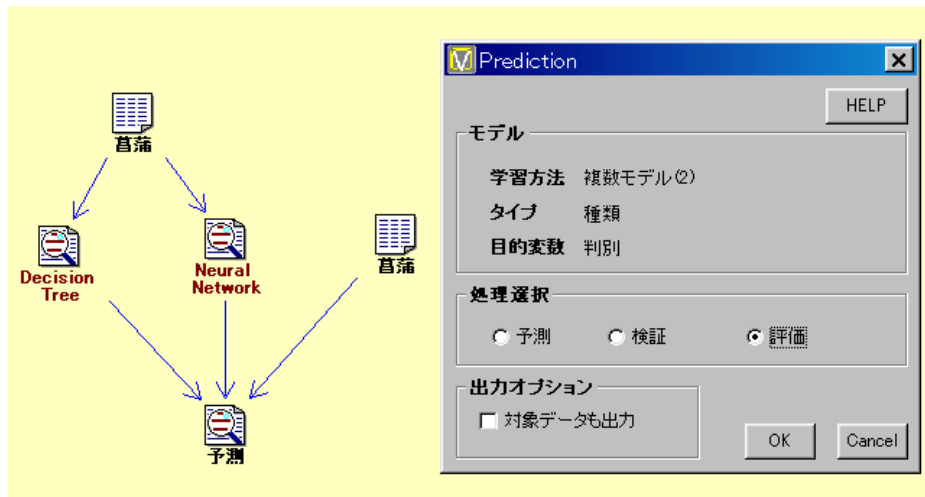 菖蒲
Decision
Tree
Neural
Network
菖蒲
予測
Prediction
HELP
モデル
学習方法 複数モデル(2)
タイプ 種類
目的変数 判別
処理選択
予測 検証 評価
出力オプション
対象データも出力
OK Cancel